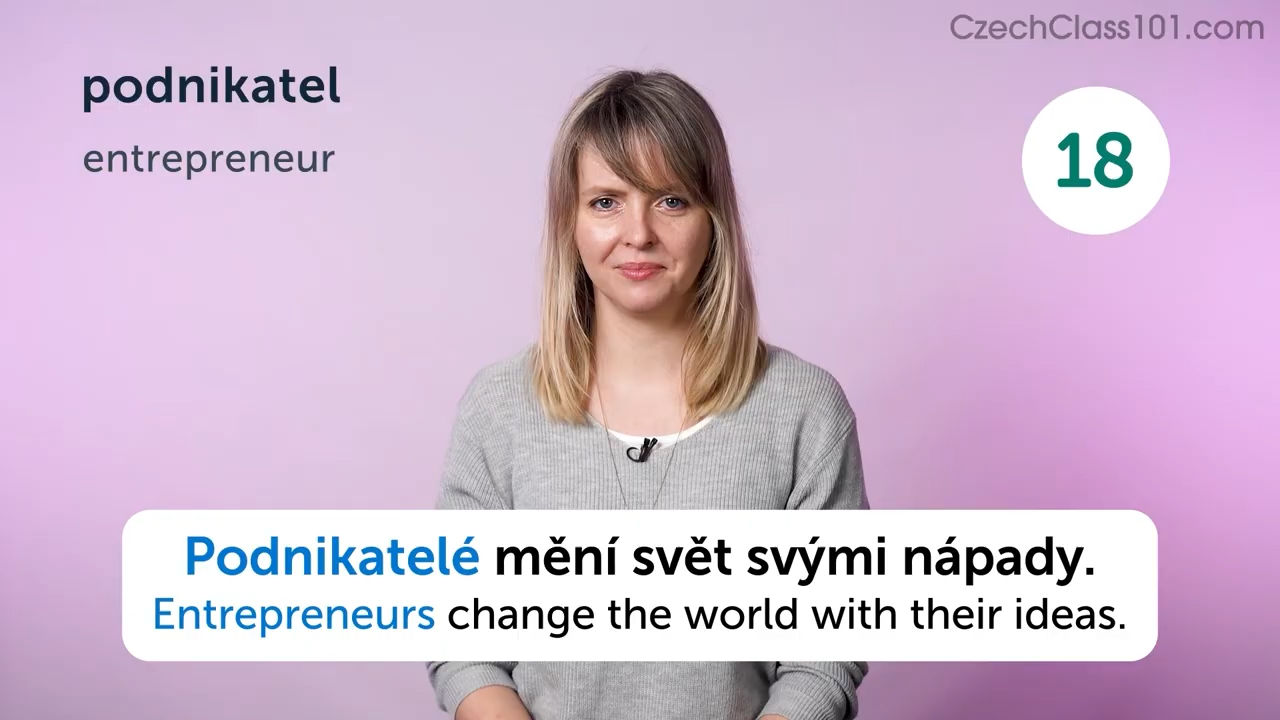 CzechClass101.com
podnikatel
entrepreneur
18
Podnikatelé mění svět svými nápady.
Entrepreneurs change the world with their ideas.